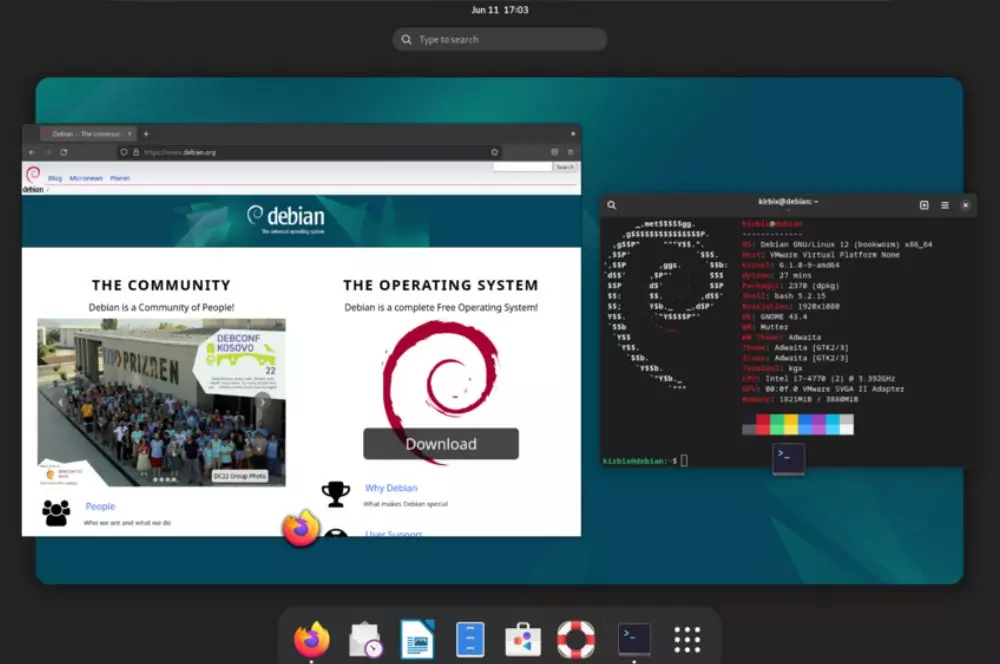 Jun 11 17:03
Type to search
Debian -- The Universal
https://www.debian.org
Search
Blog Micronews Planet
debian /
debian
The universal operating system
THE COMMUNITY
Debian is a Community of People!
PRIZREN
DEBCONF
KOSOVO
22
DC22 Group Photo
People
Who we are and what we do
THE OPERATING SYSTEM
Debian is a complete Free Operating System!
Download
Why Debian
What makes Debian special
User Support
kirbix@debian: ~
_,met$$$$$gg.
,g$$$$$$$$$$$$$$$P.
kirbix@debian
-------------
OS: Debian GNU/Linux 12 (bookworm) x86_64
Host: VMware Virtual Platform None
Kernel: 6.1.0-9-amd64
Uptime: 27 mins
Packages: 2370 (dpkg)
Shell: bash 5.2.15
Resolution: 1920x1080
DE: GNOME 43.4
WM: Mutter
WM Theme: Adwaita
Theme: Adwaita [GTK2/3]
Icons: Adwaita [GTK2/3]
Terminal: kgx
CPU: Intel i7-4770 (2) @ 3.392GHz
GPU: 00:0f.0 VMware SVGA II Adapter
Memory: 1821MiB / 3880MiB
kirbix@debian:~$